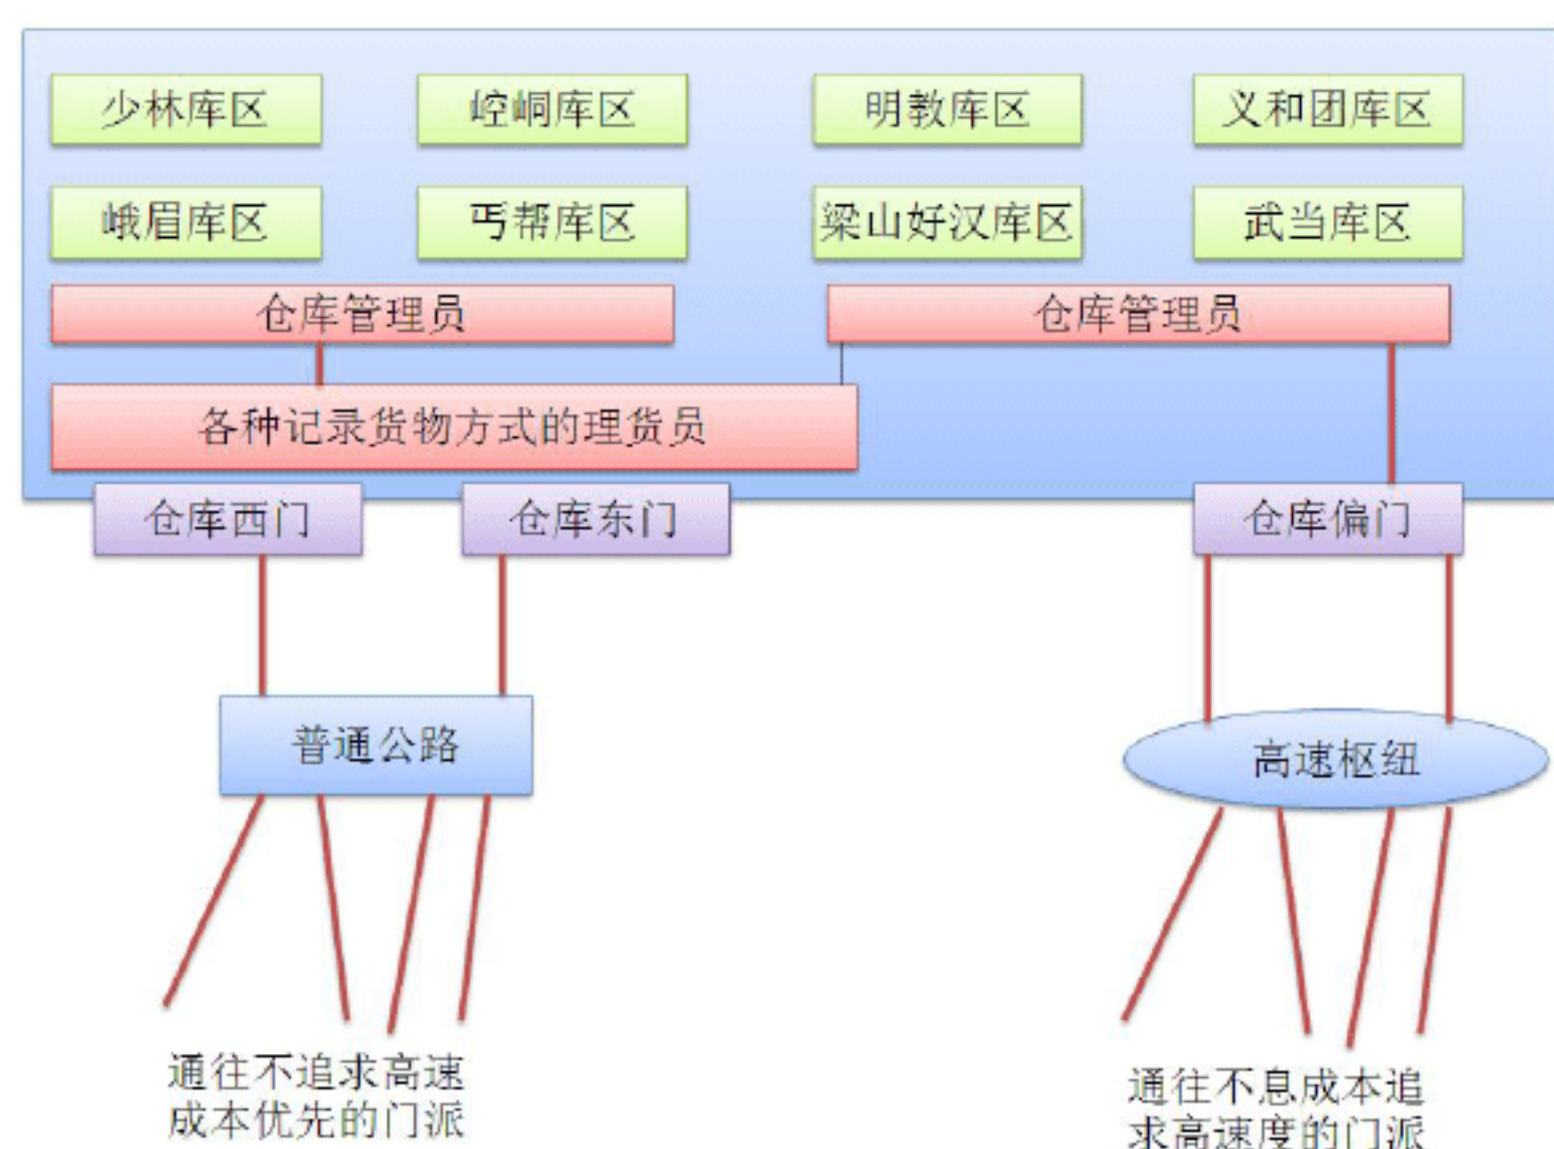 少林库区
崆峒库区
明教库区
义和团库区
峨眉库区
丐帮库区
梁山好汉库区
武当库区
仓库管理员
仓库管理员
各种记录货物方式的理货员
仓库西门
仓库东门
仓库偏门
普通公路
高速枢纽
通往不追求高速
成本优先的门派
通往不息成本追
求高速度的门派